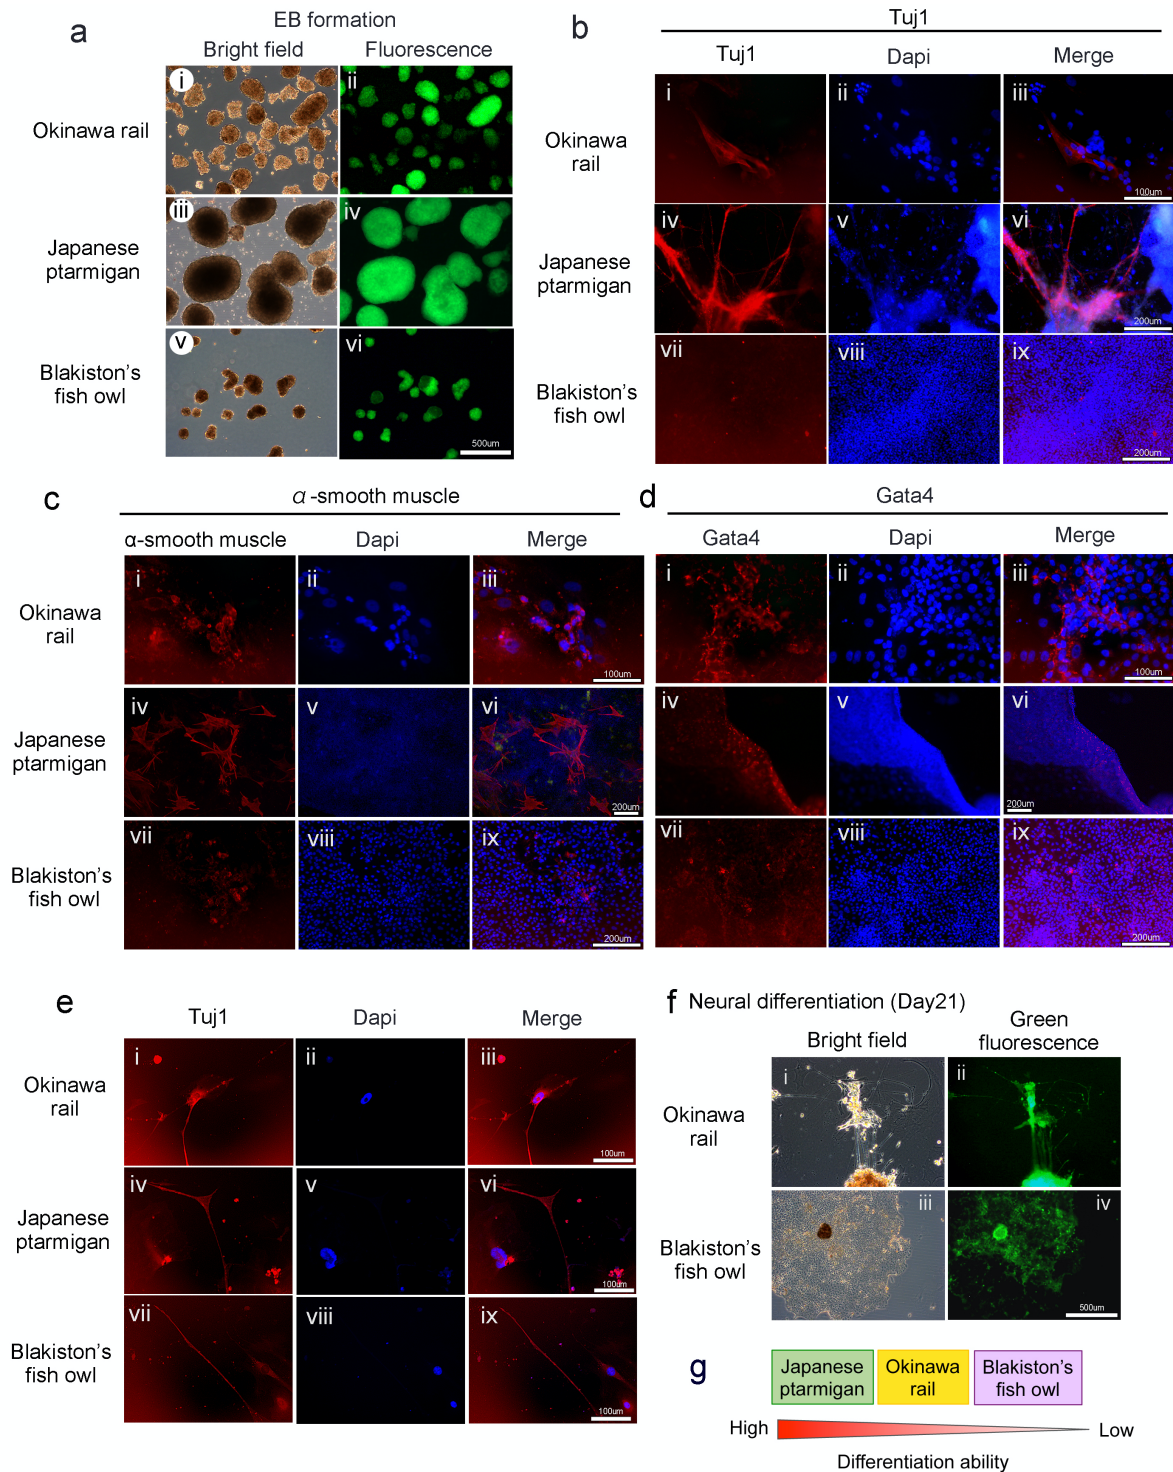 a
EB formation
Bright field
Fluorescence
Okinawa rail
i
ii
Japanese
ptarmigan
iii
iv
Blakiston's
fish owl
v
vi
500um
b
Tuj1
Tuj1
Dapi
Merge
Okinawa
rail
i
ii
iii
100um
Japanese
ptarmigan
iv
v
vi
200um
Blakiston's
fish owl
vii
viii
ix
200um
c
α-smooth muscle
α-smooth muscle
Dapi
Merge
Okinawa
rail
i
ii
iii
100um
Japanese
ptarmigan
iv
v
vi
200um
Blakiston's
fish owl
vii
viii
ix
200um
d
Gata4
Gata4
Dapi
Merge
i
ii
iii
100um
iv
v
vi
200um
vii
viii
ix
200um
e
Tuj1
Dapi
Merge
Okinawa
rail
i
ii
iii
100um
Japanese
ptarmigan
iv
v
vi
100um
Blakiston's
fish owl
vii
viii
ix
100um
f
Neural differentiation (Day21)
Bright field
Green
fluorescence
Okinawa
rail
i
ii
Blakiston's
fish owl
iii
iv
500um
g
Japanese
ptarmigan
Okinawa
rail
Blakiston's
fish owl
High
Low
Differentiation ability